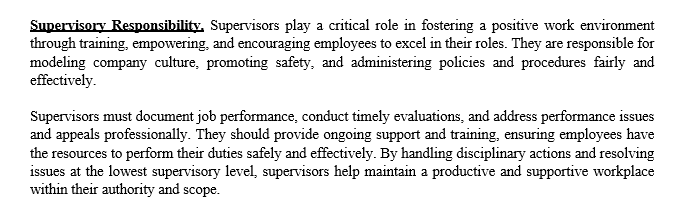 Supervisory Responsibility. Supervisors play a critical role in fostering a positive work environment
through training, empowering, and encouraging employees to excel in their roles. They are responsible for
modeling company culture, promoting safety, and administering policies and procedures fairly and
effectively.
Supervisors must document job performance, conduct timely evaluations, and address performance issues
and appeals professionally. They should provide ongoing support and training, ensuring employees have
the resources to perform their duties safely and effectively. By handling disciplinary actions and resolving
issues at the lowest supervisory level, supervisors help maintain a productive and supportive workplace
within their authority and scope.